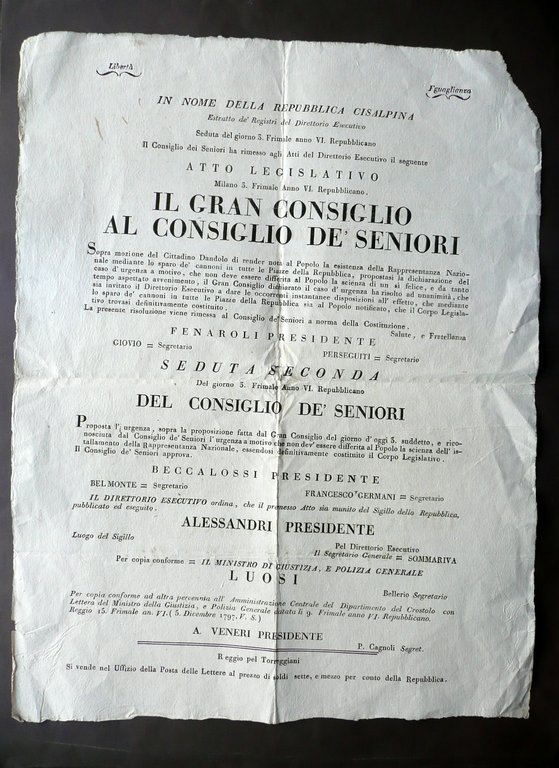 Libertà
I'guaglianza
IN NOME DELLA REPUBBLICA CISALPINA
Estratto de' Registri del Direttorio Esecutivo
Seduta del giorno 3. Frimale anno VI. Repubblicano
Il Consiglio dei Seniori ha rimesso agli Atti del Direttorio Esecutivo il seguente
ATTO LEGISLATIVO
Milano 3. Frimale Anno VI. Repubblicano.
IL GRAN CONSIGLIO
AL CONSIGLIO DE' SENIORI
Sopra mozione del Cittadino Dandolo di render noto al Popolo la esistenza della Rappresentanza Nazio-
nale mediante lo sparo de' cannoni in tutte le Piazze della Repubblica, propostasi la dichiarazione del
caso d'urgenza a motivo, che non deve essere differita al Popolo la scienza di un sì felice, e da tanto
tempo aspettato avvenimento, il Gran Consiglio dichiarato il caso d'urgenza ha risolto ad unanimità, che
sia invitato il Direttorio Esecutivo a dare le occorrenti instantanee disposizioni all' effetto, che mediante
lo sparo de' cannoni in tutte le Piazze della Repubblica sia al Popolo notificato, che il Corpo Legisla-
tivo trovasi definitivamente costituito.
La presente risoluzione viene rimessa al Consiglio de' Seniori a norma della Costituzione.
Salute, e Fratellanza
FENAROLI PRESIDENTE
GIOVIO = Segretario PERSEGUITI = Segretario
SEDUTA SECONDA
Del giorno 3. Frimale Anno VI. Repubblicano
DEL CONSIGLIO DE' SENIORI
Proposta l' urgenza, sopra la proposizione fatta dal Gran Consiglio del giorno d' oggi 3. suddetto, e rico-
nosciuta dal Consiglio de' Seniori l' urgenza a motivo che non dev' essere differita al Popolo la scienza dell' is-
tallamento della Rappresentanza Nazionale, essendosi definitivamente costituito il Corpo Legislativo.
Il Consiglio de' Seniori approva.
BECCALOSSI PRESIDENTE
BELMONTE = Segretario FRANCESCO GERMANI = Segretario
IL DIRETTORIO ESECUTIVO ordina, che il premesso Atto sia munito del Sigillo della Repubblica,
pubblicato ed eseguito.
ALESSANDRI PRESIDENTE
Luogo del Sigillo
Pel Direttorio Esecutivo
Il Segretario Generale = SOMMARIVA
Per copia conforme = IL MINISTRO DI GIUSTIZIA, E POLIZIA GENERALE
LUOSI
Bellerio Segretario
Per copia conforme ad altra pervenuta all' Amministrazione Centrale del Dipartimento del Crostolo con
Lettera del Ministro della Giustizia, e Polizia Generale datata li 9. Frimale anno VI. Repubblicano.
Reggio 15. Frimale an. VI. ( 5. Dicembre 1797. V. S.)
A. VENERI PRESIDENTE
P. Cagnoli Segret.
Reggio pel Torreggiani
Si vende nel Uffizio della Posta delle Lettere al prezzo di soldi sette, e mezzo per conto della Repubblica.